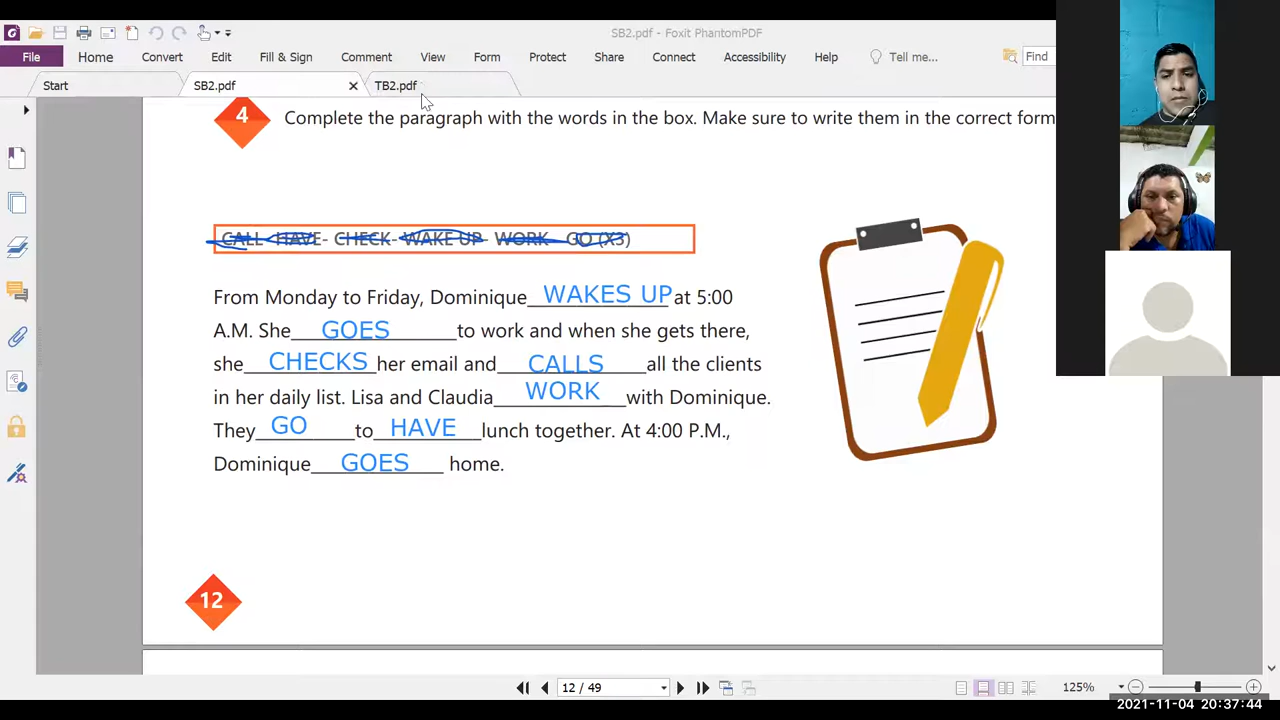 SB2.pdf - Foxit PhantomPDF
File Home Convert Edit Fill & Sign Comment View Form Protect Share Connect Accessibility Help Tell me... Find
Start SB2.pdf TB2.pdf
4 Complete the paragraph with the words in the box. Make sure to write them in the correct form
CALL- HAVE- CHECK- WAKE UP- WORK- GO (X3)
From Monday to Friday, Dominique WAKES UP at 5:00
A.M. She GOES to work and when she gets there,
she CHECKS her email and CALLS all the clients
in her daily list. Lisa and Claudia WORK with Dominique.
They GO to HAVE lunch together. At 4:00 P.M.,
Dominique GOES home.
12
12 / 49 125%
2021-11-04 20:37:44